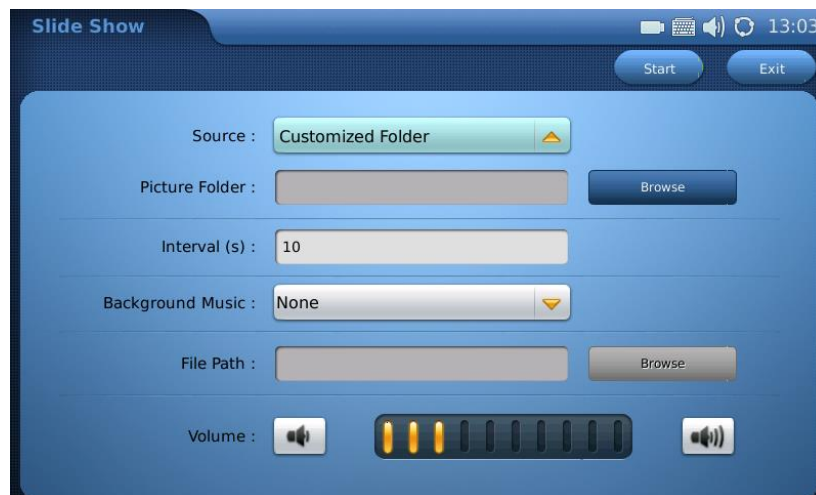 Slide Show 13:03
Start Exit
Source : Customized Folder
Picture Folder : Browse
Interval (s) : 10
Background Music : None
File Path : Browse
Volume :